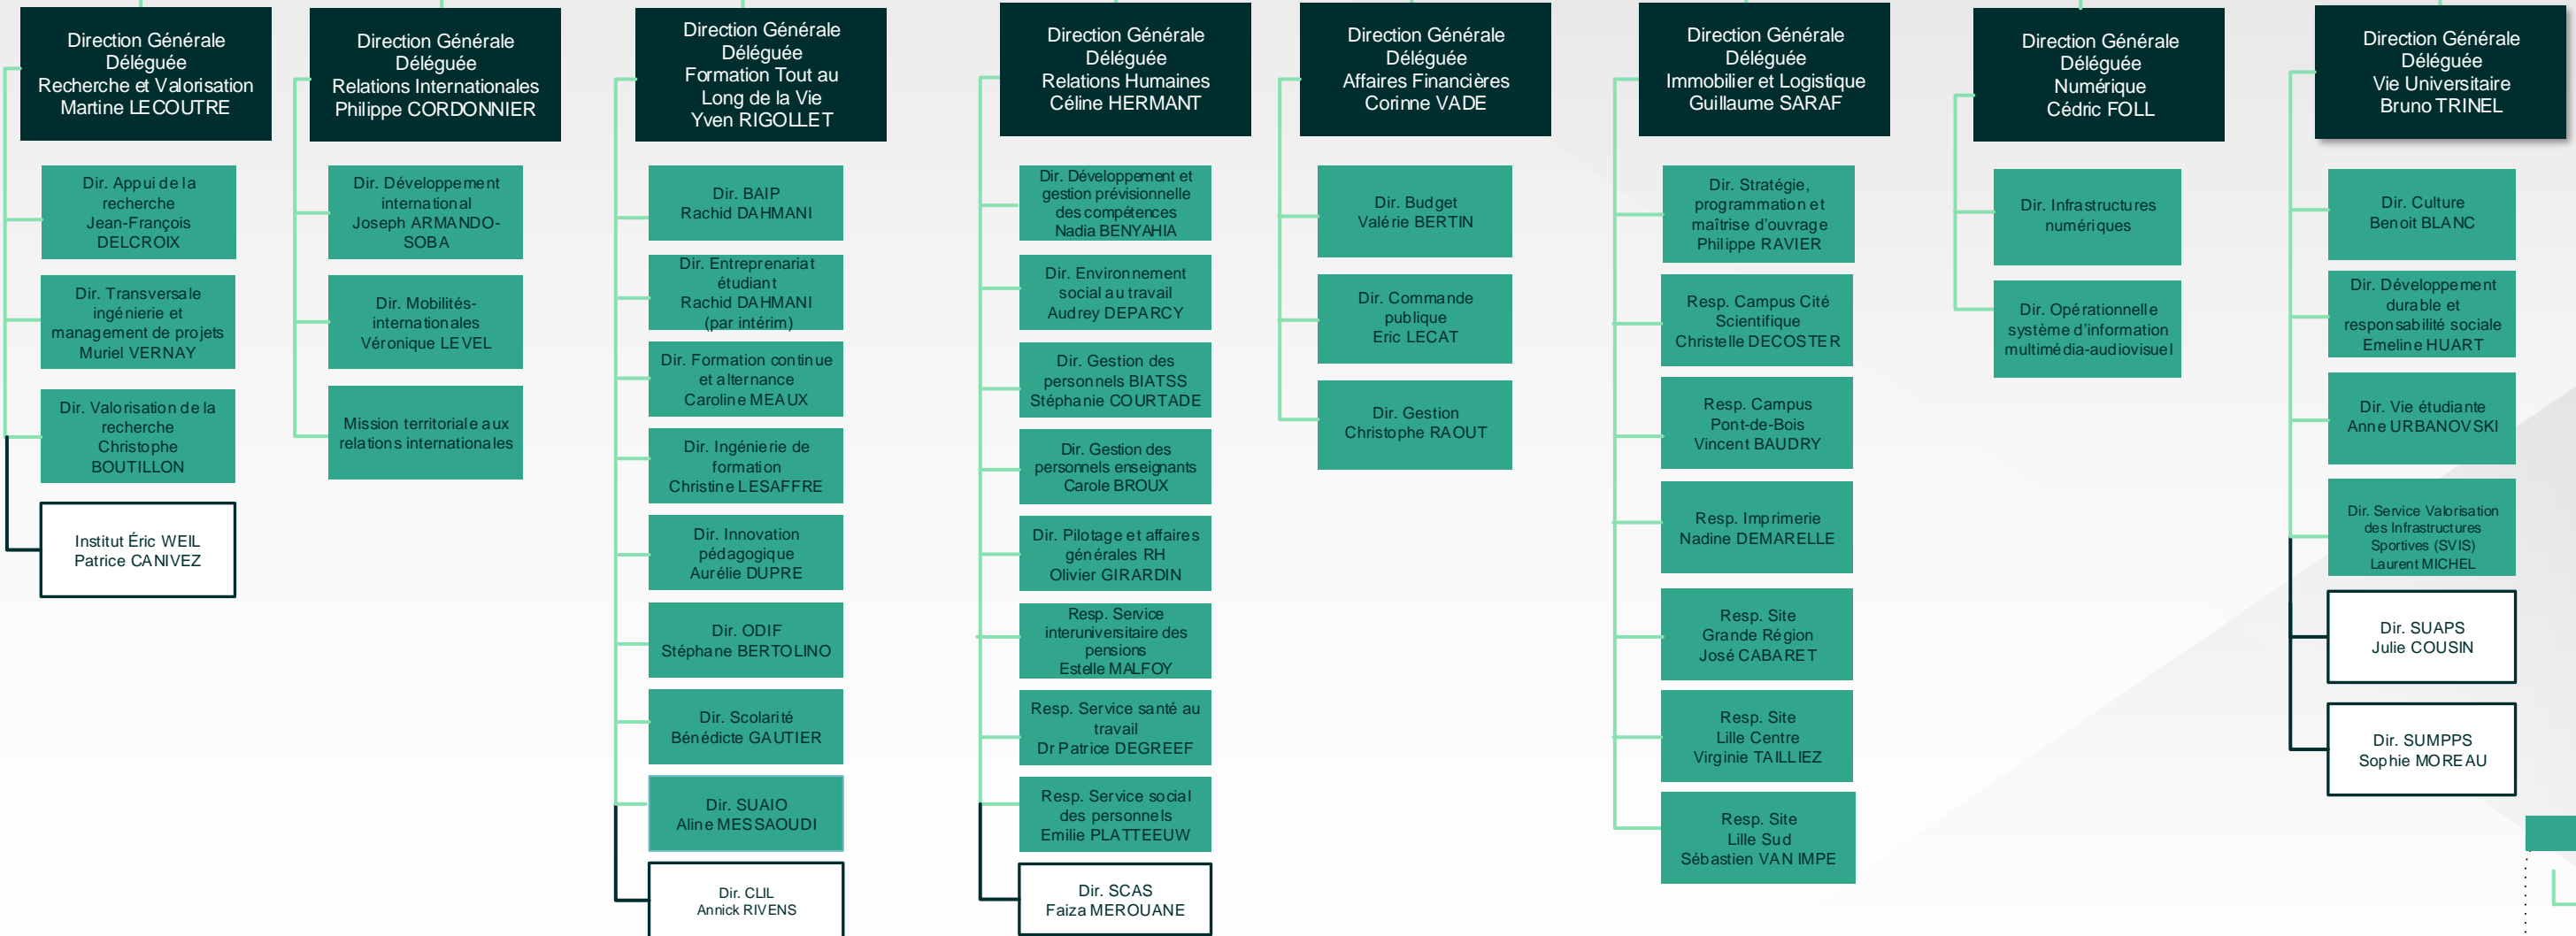 Direction Générale
Déléguée
Recherche et Valorisation
Martine LECOUTRE
Dir. Appui de la
recherche
Jean-François
DELCROIX
Dir. Transversale
ingénierie et
management de projets
Muriel VERNAY
Dir. Valorisation de la
recherche
Christophe
BOUTILLON
Institut Éric WEIL
Patrice CANIVEZ
Direction Générale
Déléguée
Relations Internationales
Philippe CORDONNIER
Dir. Développement
international
Joseph ARMANDO-
SOBA
Dir. Mobilités-
internationales
Véronique LEVEL
Mission territoriale aux
relations internationales
Direction Générale
Déléguée
Formation Tout au
Long de la Vie
Yven RIGOLLET
Dir. BAIP
Rachid DAHMANI
Dir. Entreprenariat
étudiant
Rachid DAHMANI
(par intérim)
Dir. Formation continue
et alternance
Caroline MEAUX
Dir. Ingénierie de
formation
Christine LESAFFRE
Dir. Innovation
pédagogique
Aurélie DUPRE
Dir. ODIF
Stéphane BERTOLINO
Dir. Scolarité
Bénédicte GAUTIER
Dir. SUAIO
Aline MESSAOUDI
Dir. CLIL
Annick RIVENS
Direction Générale
Déléguée
Relations Humaines
Céline HERMANT
Dir. Développement et
gestion prévisionnelle
des compétences
Nadia BENYAHIA
Dir. Environnement
social au travail
Audrey DEPARCY
Dir. Gestion des
personnels BIATSS
Stéphanie COURTADE
Dir. Gestion des
personnels enseignants
Carole BROUX
Dir. Pilotage et affaires
générales RH
Olivier GIRARDIN
Resp. Service
interuniversitaire des
pensions
Estelle MALFOY
Resp. Service santé au
travail
Dr Patrice DEGREEF
Resp. Service social
des personnels
Emilie PLATTEEUW
Dir. SCAS
Faiza MEROUANE
Direction Générale
Déléguée
Affaires Financières
Corinne VADE
Dir. Budget
Valérie BERTIN
Dir. Commande
publique
Eric LECAT
Dir. Gestion
Christophe RAOUT
Direction Générale
Déléguée
Immobilier et Logistique
Guillaume SARAF
Dir. Stratégie,
programmation et
maîtrise d'ouvrage
Philippe RAVIER
Resp. Campus Cité
Scientifique
Christelle DECOSTER
Resp. Campus
Pont-de-Bois
Vincent BAUDRY
Resp. Imprimerie
Nadine DEMARELLE
Resp. Site
Grande Région
José CABARET
Resp. Site
Lille Centre
Virginie TAILLIEZ
Resp. Site
Lille Sud
Sébastien VAN IMPE
Direction Générale
Déléguée
Numérique
Cédric FOLL
Dir. Infrastructures
numériques
Dir. Opérationnelle
système d'information
multimédia-audiovisuel
Direction Générale
Déléguée
Vie Universitaire
Bruno TRINEL
Dir. Culture
Benoit BLANC
Dir. Développement
durable et
responsabilité sociale
Emeline HUART
Dir. Vie étudiante
Anne URBANOVSKI
Dir. Service Valorisation
des Infrastructures
Sportives (SVIS)
Laurent MICHEL
Dir. SUAPS
Julie COUSIN
Dir. SUMPPS
Sophie MOREAU